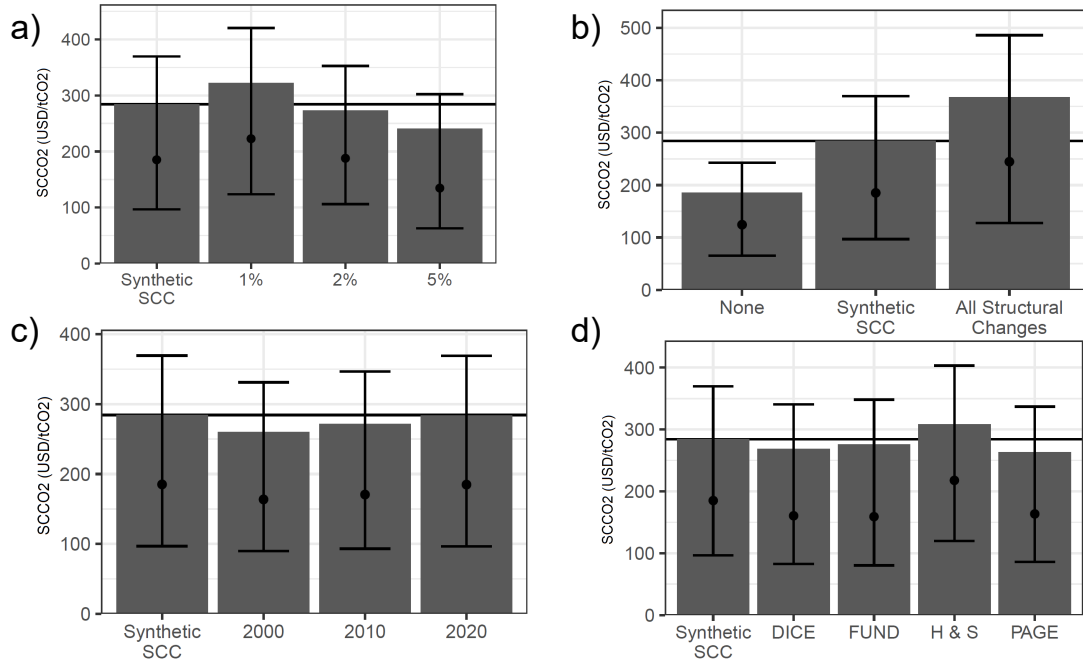 a)
SCCO2 (USD/tCO2)
400
300
200
100
0
Synthetic
SCC
1%
2%
5%
b)
SCCO2 (USD/tCO2)
500
400
300
200
100
0
None
Synthetic
SCC
All Structural
Changes
c)
SCCO2 (USD/tCO2)
400
300
200
100
0
Synthetic
SCC
2000
2010
2020
d)
SCCO2 (USD/tCO2)
400
300
200
100
0
Synthetic
SCC
DICE
FUND
H & S
PAGE